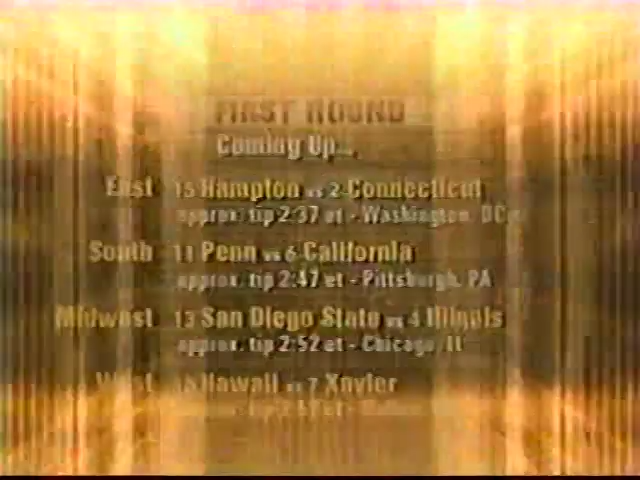 FIRST ROUND
Coming Up...
East 15 Hampton vs 2 Connecticut
approx. tip 2:37 et - Washington, DC
South 11 Penn vs 6 California
approx. tip 2:47 et - Pittsburgh, PA
Midwest 13 San Diego State vs 4 Illinois
approx. tip 2:52 et - Chicago, IL
West Hawaii vs 7 Xavier
tip et -